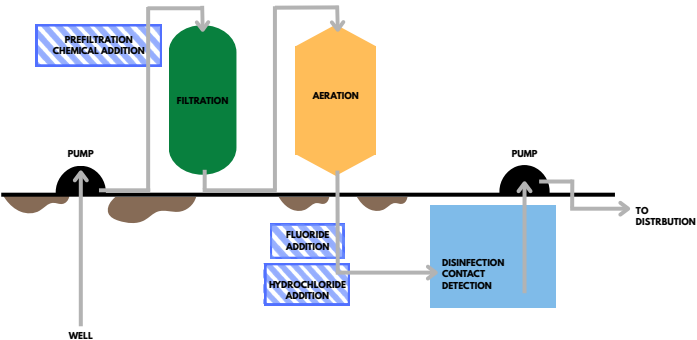 PREFILTRATION
CHEMICAL ADDITION
FILTRATION
AERATION
PUMP
PUMP
TO
DISTRBUTION
FLUORIDE
ADDITION
HYDROCHLORIDE
ADDITION
DISINFECTION
CONTACT
DETECTION
WELL